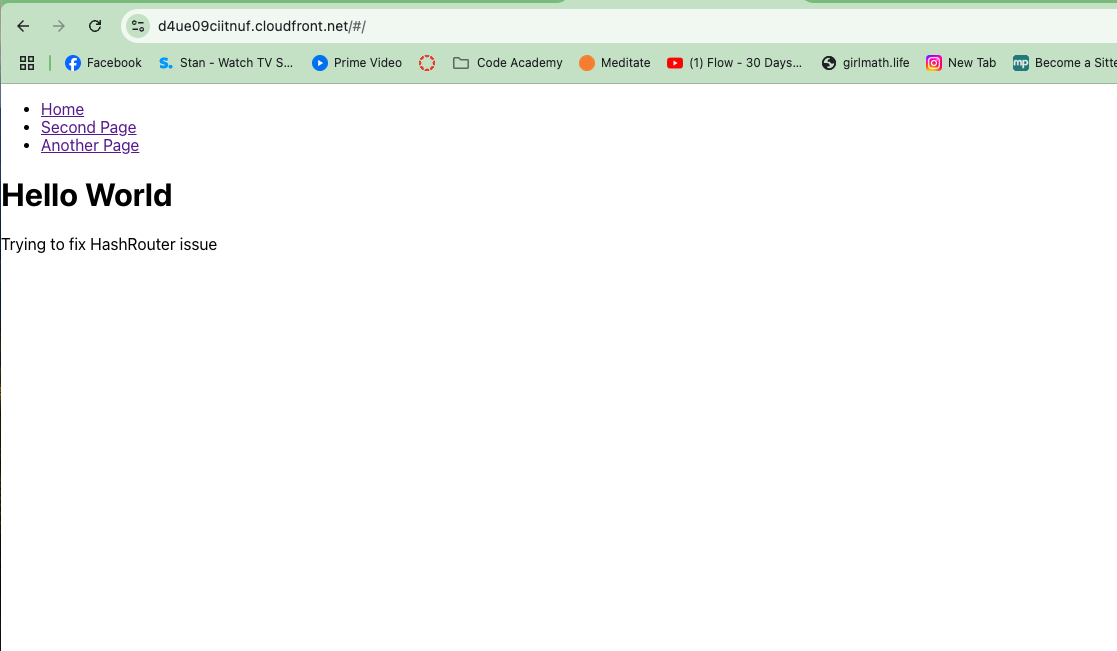 d4ue09ciitnuf.cloudfront.net/#/
Facebook S. Stan - Watch TV S... Prime Video Code Academy Meditate (1) Flow - 30 Days... girlmath.life New Tab mp Become a Sitte
Home
Second Page
Another Page
Hello World
Trying to fix HashRouter issue